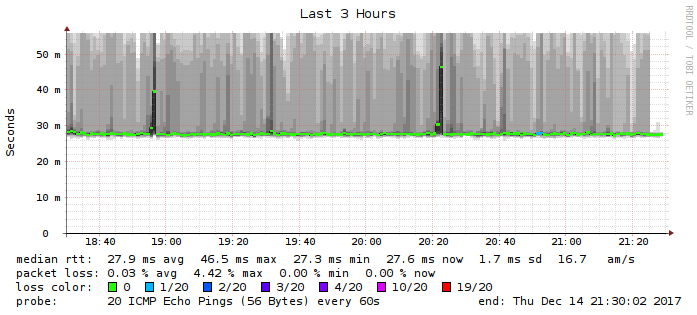 Last 3 Hours
RRDTOOL / TOBI OETIKER
Seconds
50 m
40 m
30 m
20 m
10 m
0
18:40 19:00 19:20 19:40 20:00 20:20 20:40 21:00 21:20
median rtt: 27.9 ms avg 46.5 ms max 27.3 ms min 27.6 ms now 1.7 ms sd 16.7 am/s
packet loss: 0.03 % avg 4.42 % max 0.00 % min 0.00 % now
loss color: 0 1/20 2/20 3/20 4/20 10/20 19/20
probe: 20 ICMP Echo Pings (56 Bytes) every 60s end: Thu Dec 14 21:30:02 2017